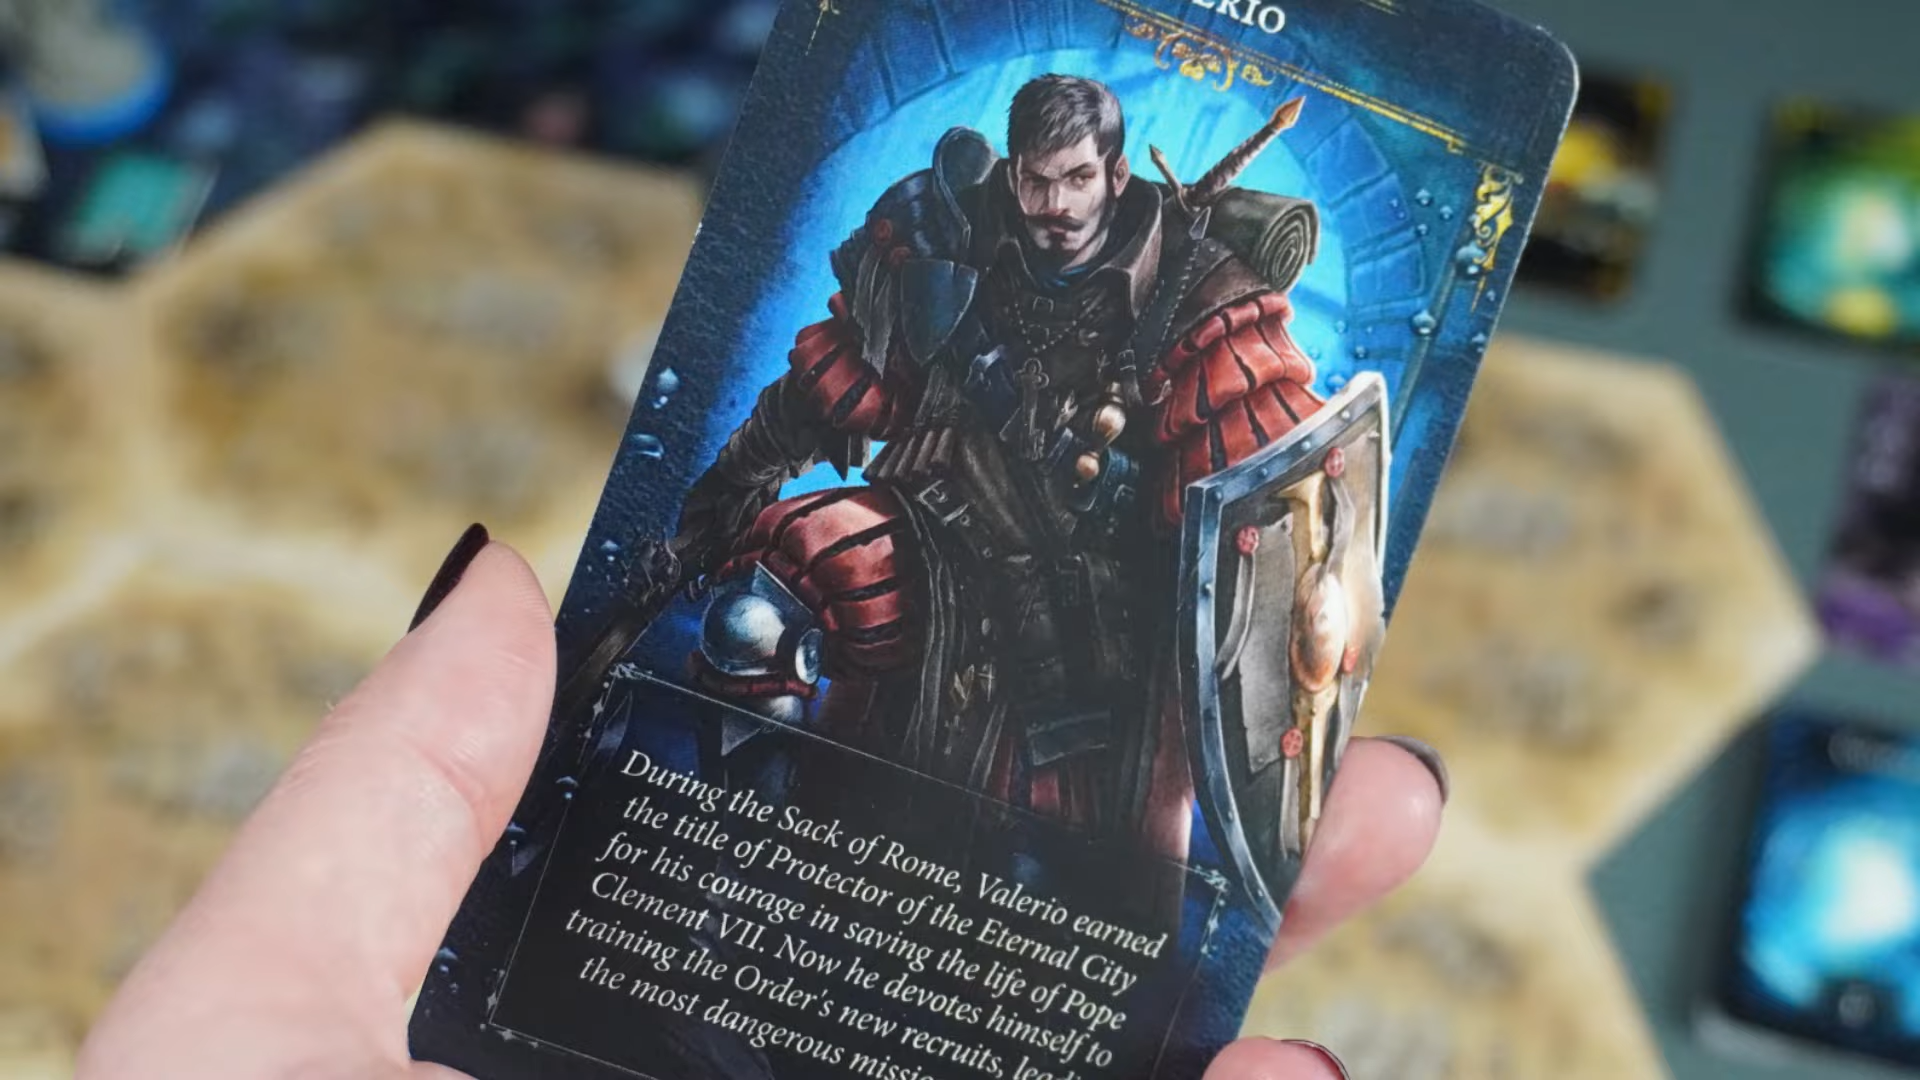 During the Sack of Rome, Valerio earned
the title of Protector of the Eternal City
for his courage in saving the life of Pope
Clement VII. Now he devotes himself to
training the Order's new recruits,
the most dangerous